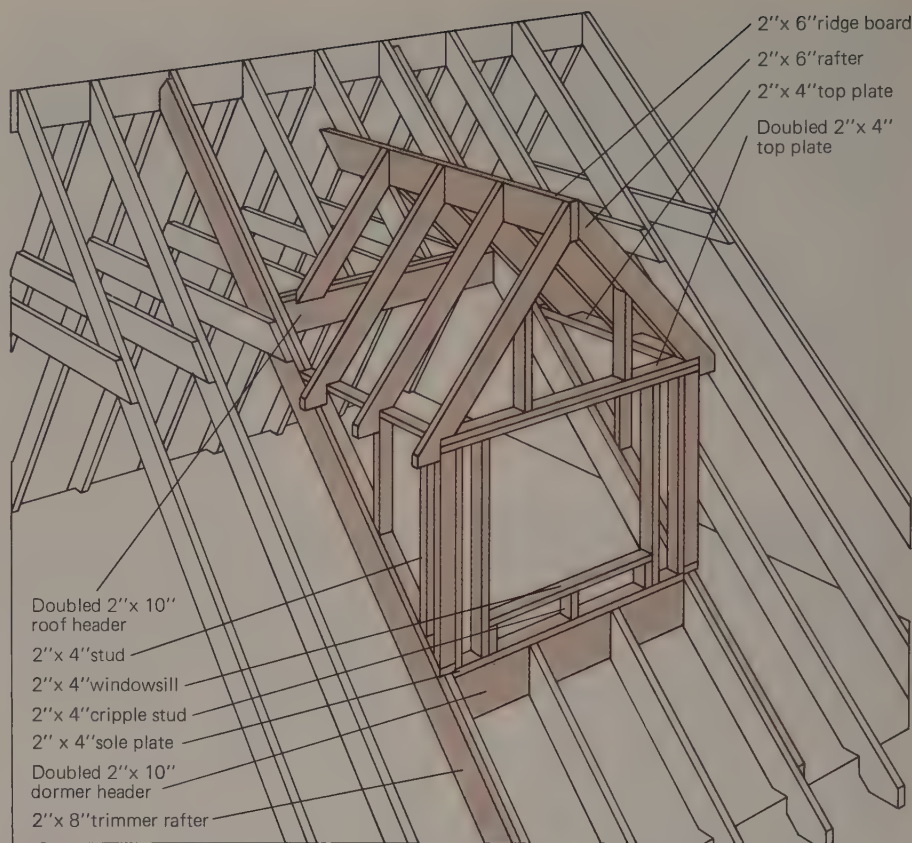 2"x 6"ridge board
2"x 6"rafter
2"x 4"top plate
Doubled 2"x 4"
top plate
Doubled 2"x 10"
roof header
2"x 4"stud
2"x 4"windowsill
2"x 4"cripple stud
2" x 4"sole plate
Doubled 2"x 10"
dormer header
2"x 8"trimmer rafter